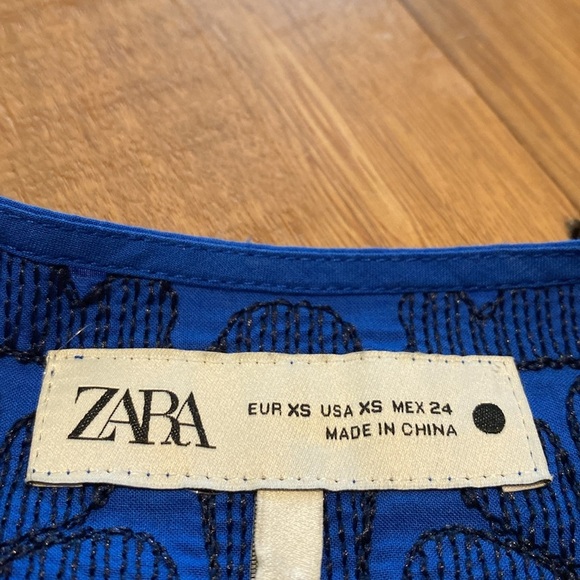 ZARA
EUR XS USA XS MEX 24
MADE IN CHINA